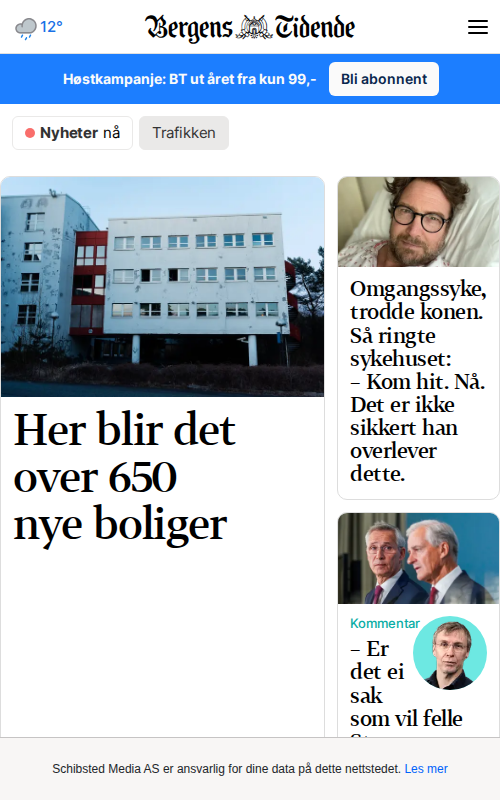 12°
Bergens Tidende
Høstkampanje: BT ut året fra kun 99,-
Bli abonnent
Nyheter nå
Trafikken
Her blir det
over 650
nye boliger
Omgangssyke,
trodde konen.
Så ringte
sykehuset:
– Kom hit. Nå.
Det er ikke
sikkert han
overlever
dette.
Kommentar
– Er
det ei
sak
som vil felle
Schibsted Media AS er ansvarlig for dine data på dette nettstedet. Les mer